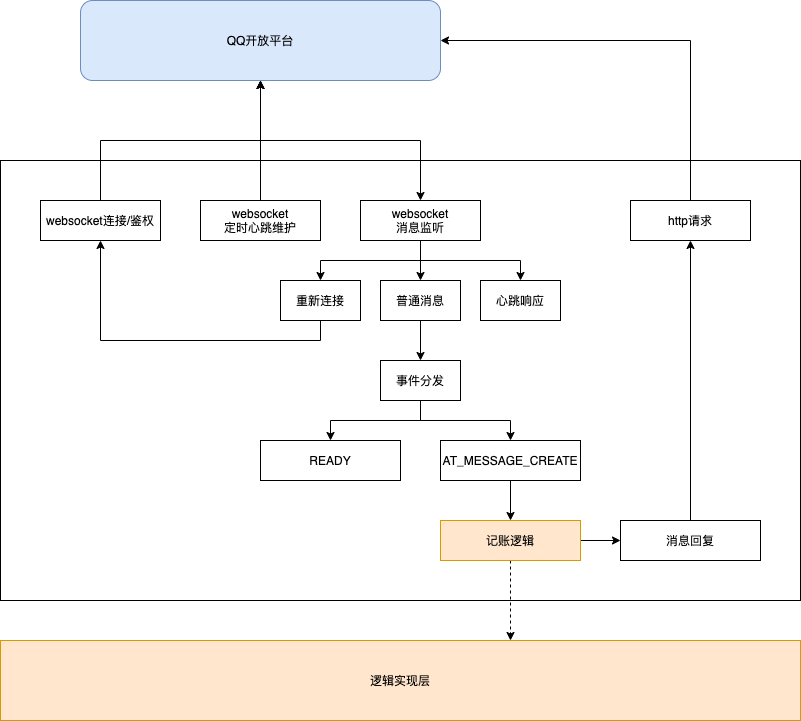 QQ开放平台
websocket连接/鉴权
websocket
定时心跳维护
websocket
消息监听
http请求
重新连接
普通消息
心跳响应
事件分发
READY
AT_MESSAGE_CREATE
记账逻辑
消息回复
逻辑实现层